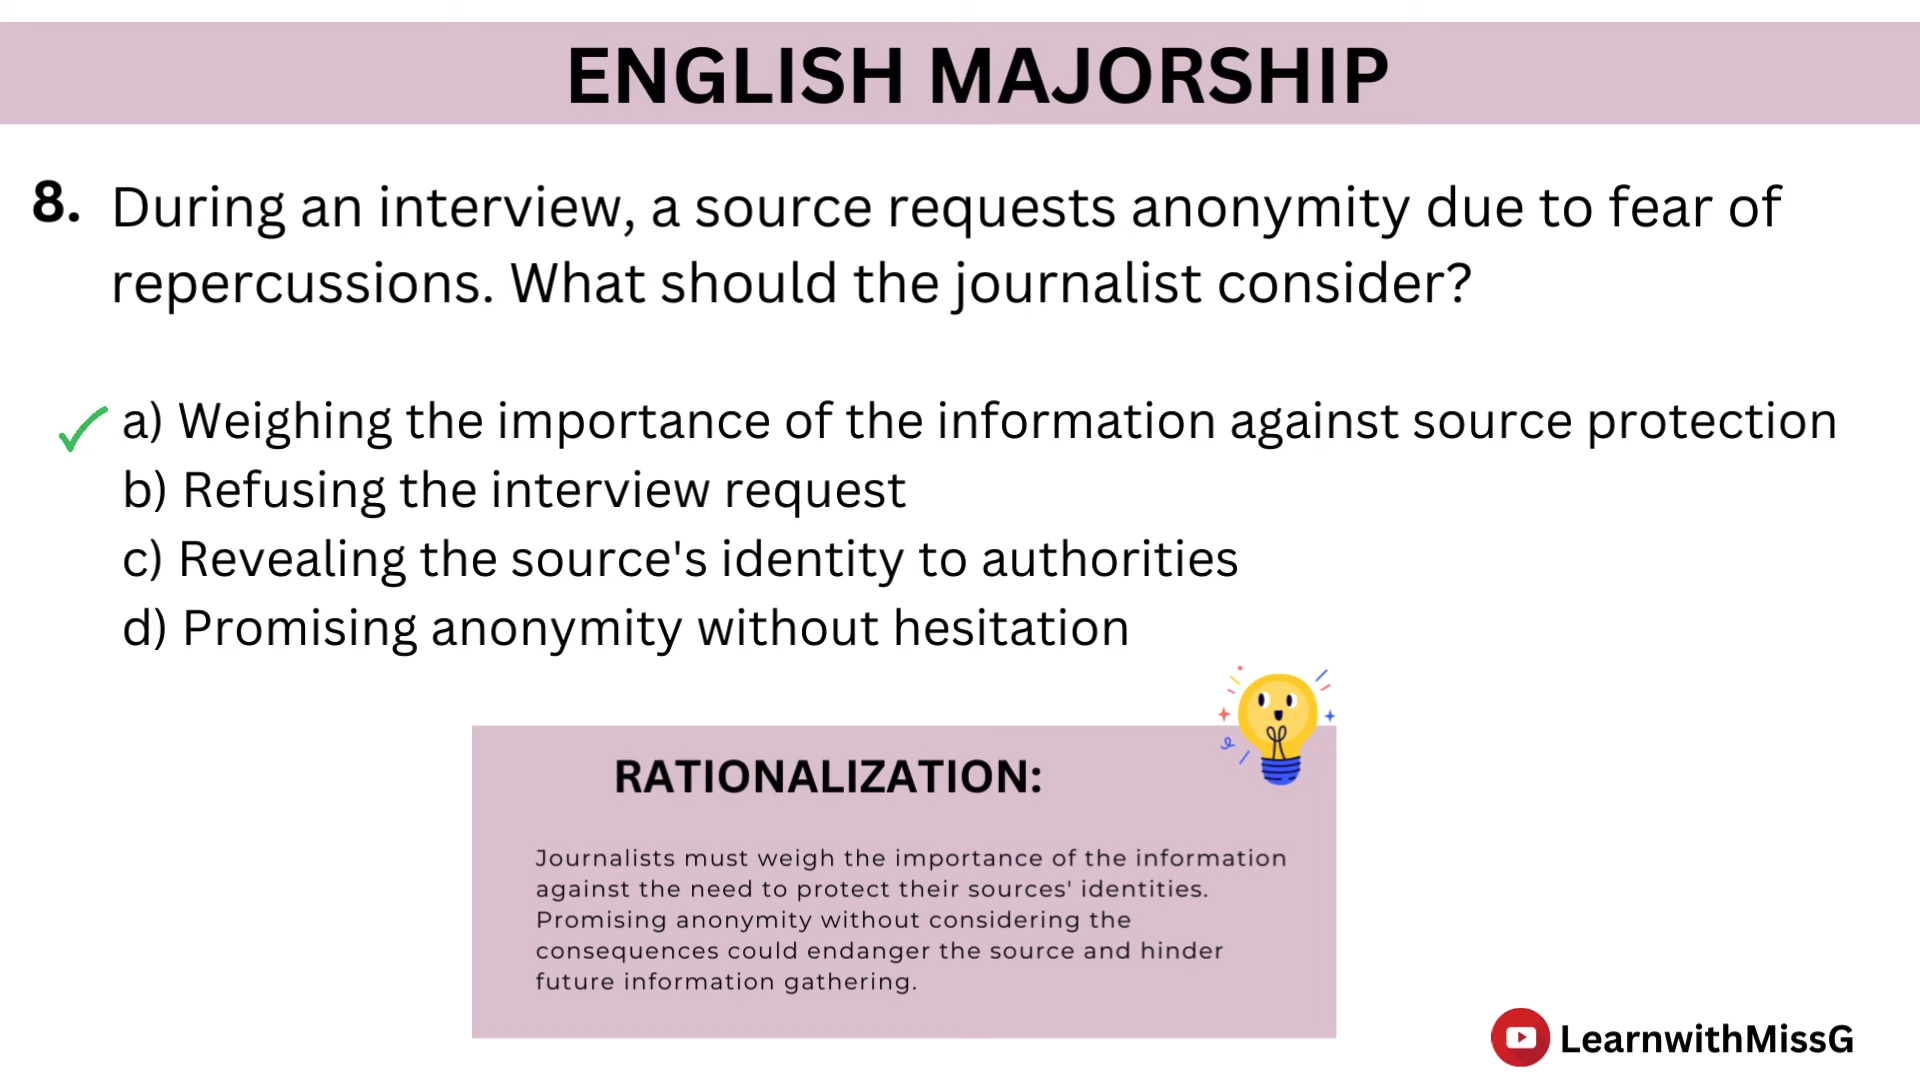 ENGLISH MAJORSHIP
8. During an interview, a source requests anonymity due to fear of
repercussions. What should the journalist consider?
a) Weighing the importance of the information against source protection
b) Refusing the interview request
c) Revealing the source's identity to authorities
d) Promising anonymity without hesitation
RATIONALIZATION:
Journalists must weigh the importance of the information
against the need to protect their sources' identities.
Promising anonymity without considering the
consequences could endanger the source and hinder
future information gathering.
LearnwithMissG